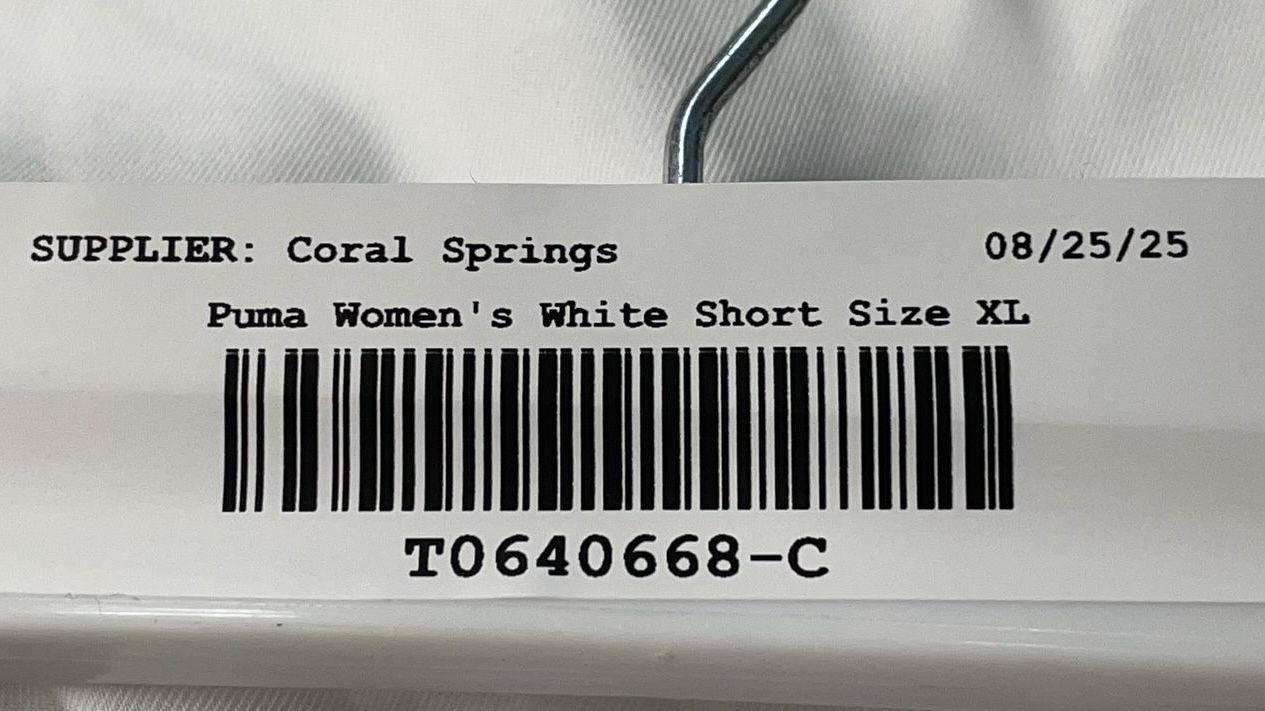 SUPPLIER: Coral Springs 08/25/25
Puma Women's White Short Size XL
T0640668-C